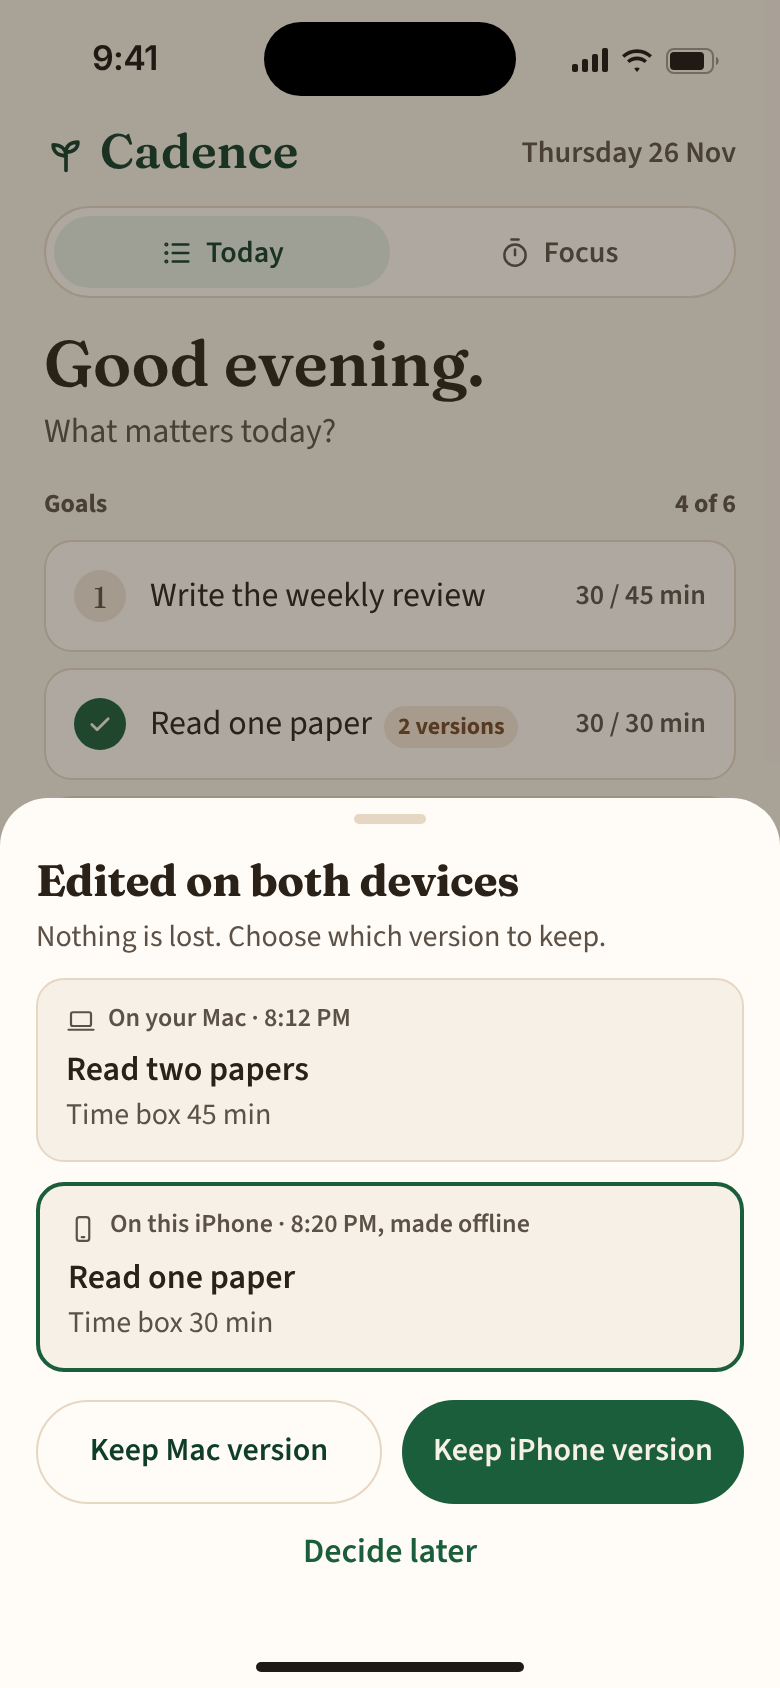 9:41
Cadence
Thursday 26 Nov
Today
Focus
Good evening.
What matters today?
Goals
4 of 6
1 Write the weekly review 30 / 45 min
Read one paper 2 versions 30 / 30 min
Edited on both devices
Nothing is lost. Choose which version to keep.
On your Mac · 8:12 PM
Read two papers
Time box 45 min
On this iPhone · 8:20 PM, made offline
Read one paper
Time box 30 min
Keep Mac version
Keep iPhone version
Decide later